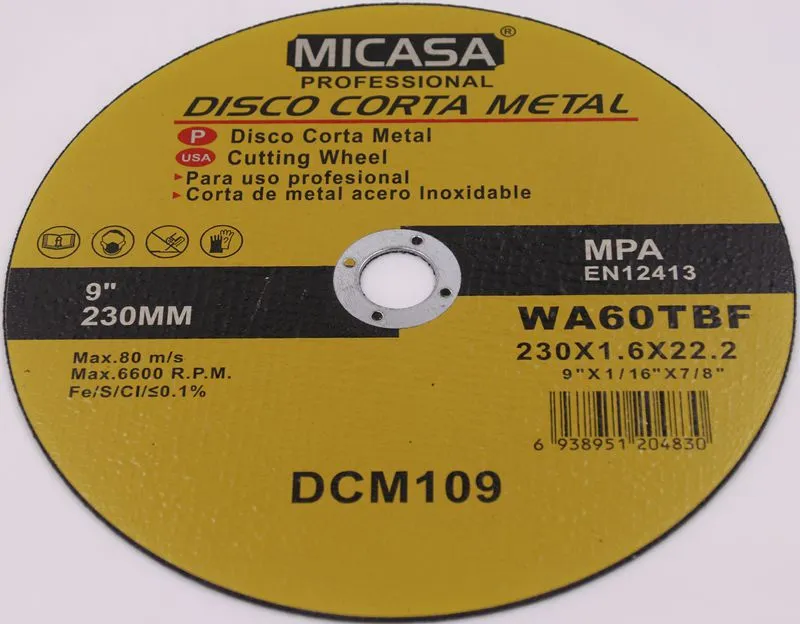 MICASA®
PROFESSIONAL
DISCO CORTA METAL
P Disco Corta Metal
USA Cutting Wheel
Para uso profesional
Corta de metal acero Inoxidable
9"
230MM
Max.80 m/s
Max.6600 R.P.M.
Fe/S/Cl/≤0.1%
MPA
EN12413
WA60TBF
230X1.6X22.2
9"X1/16"X7/8"
6 938951 204830
DCM109